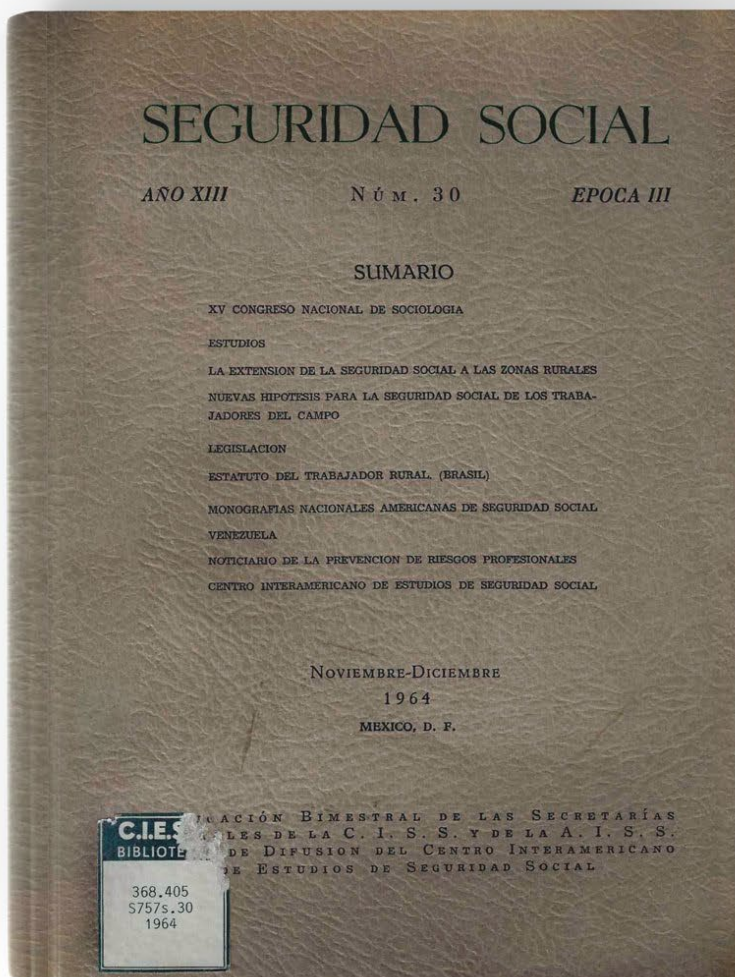 SEGURIDAD SOCIAL
AÑO XIII NÚM. 30 EPOCA III
SUMARIO
XV CONGRESO NACIONAL DE SOCIOLOGIA
ESTUDIOS
LA EXTENSION DE LA SEGURIDAD SOCIAL A LAS ZONAS RURALES
NUEVAS HIPOTESIS PARA LA SEGURIDAD SOCIAL DE LOS TRABA-
JADORES DEL CAMPO
LEGISLACION
ESTATUTO DEL TRABAJADOR RURAL. (BRASIL)
MONOGRAFIAS NACIONALES AMERICANAS DE SEGURIDAD SOCIAL
VENEZUELA
NOTICIARIO DE LA PREVENCION DE RIESGOS PROFESIONALES
CENTRO INTERAMERICANO DE ESTUDIOS DE SEGURIDAD SOCIAL
NOVIEMBRE-DICIEMBRE
1964
MEXICO, D. F.
BIMESTRAL DE LAS SECRETARÍAS
DE LA C. I. S. S. Y DE LA A. I. S. S.
DE DIFUSION DEL CENTRO INTERAMERICANO
DE ESTUDIOS DE SEGURIDAD SOCIAL
C.I.E.S
BIBLIOTE
368.405
S757s.30
1964